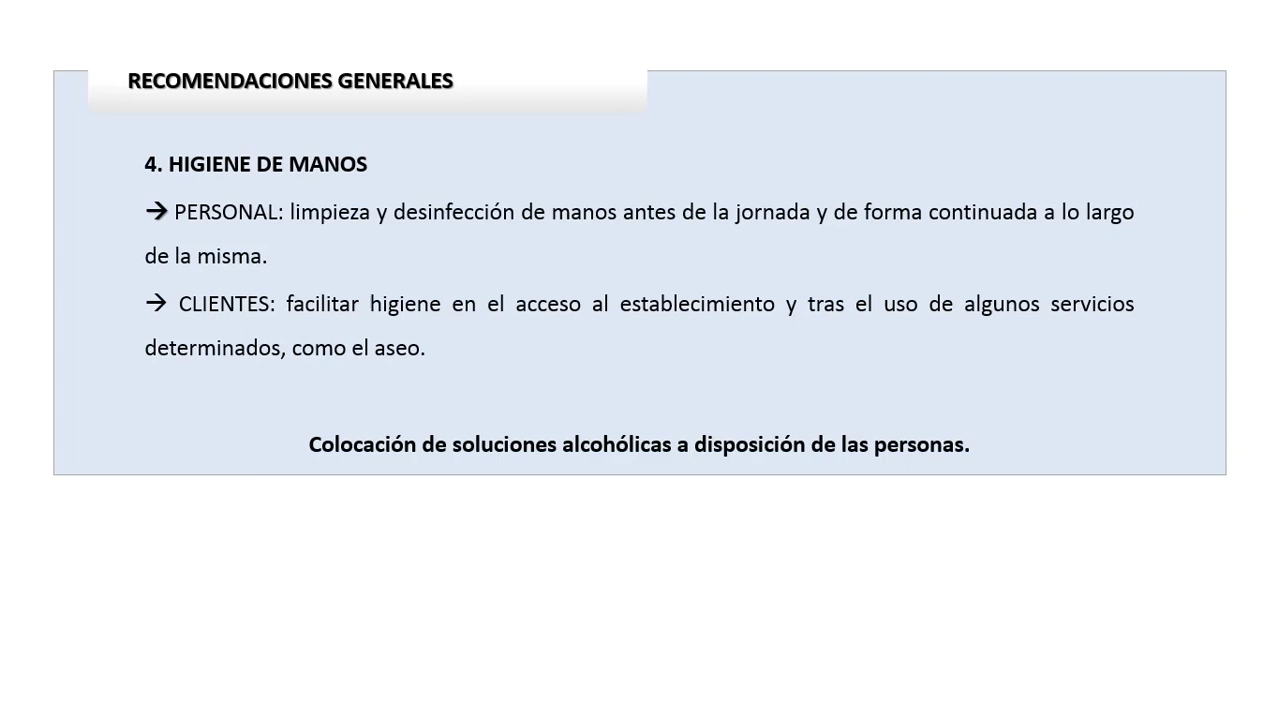 RECOMENDACIONES GENERALES
4. HIGIENE DE MANOS
→ PERSONAL: limpieza y desinfección de manos antes de la jornada y de forma continuada a lo largo
de la misma.
→ CLIENTES: facilitar higiene en el acceso al establecimiento y tras el uso de algunos servicios
determinados, como el aseo.
Colocación de soluciones alcohólicas a disposición de las personas.